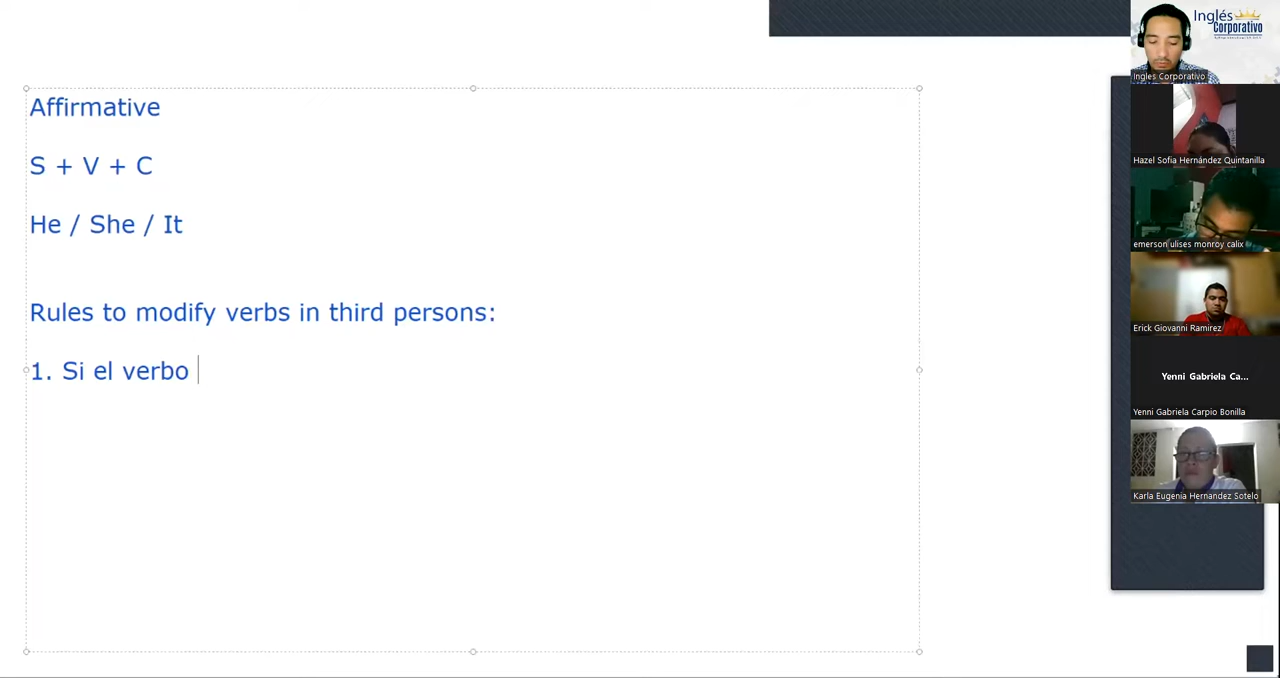 Affirmative
S + V + C
He / She / It
Rules to modify verbs in third persons:
1. Si el verbo
Inglés
Corporativo
Ingles Corporativo
Hazel Sofia Hernández Quintanilla
emerson ulises monroy calix
Erick Giovanni Ramirez
Yenni Gabriela Ca...
Yenni Gabriela Carpio Bonilla
Karla Eugenia Hernandez Sotelo